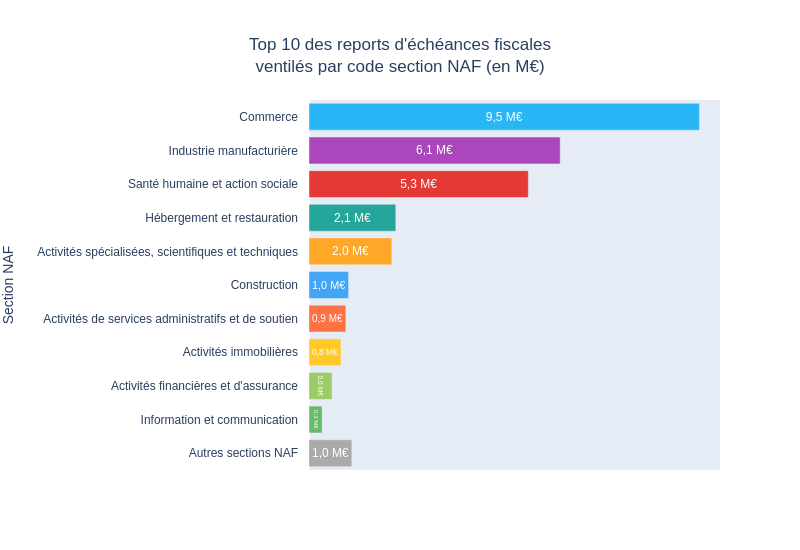 Top 10 des reports d'échéances fiscales
ventilés par code section NAF (en M€)
Section NAF
Commerce
9,5 M€
Industrie manufacturière
6,1 M€
Santé humaine et action sociale
5,3 M€
Hébergement et restauration
2,1 M€
Activités spécialisées, scientifiques et techniques
2,0 M€
Construction
1,0 M€
Activités de services administratifs et de soutien
0,9 M€
Activités immobilières
0,8 M€
Activités financières et d'assurance
M€
Information et communication
0,3 M€
Autres sections NAF
1,0 M€